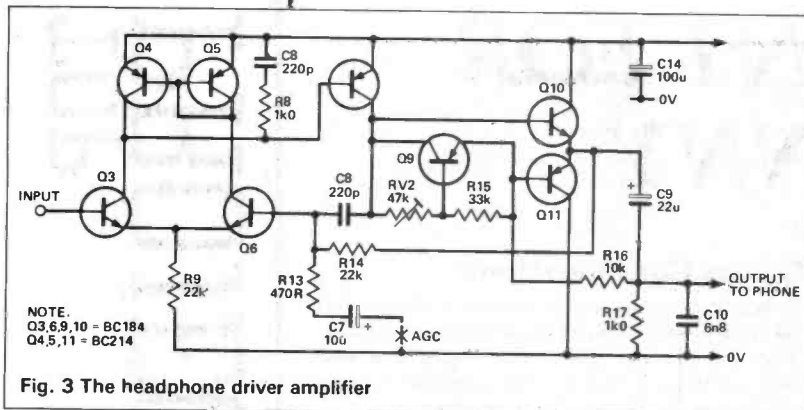 Q4
Q5
C8
220p
R8
1k0
Q10
C14
100u
0V
Q9
Q3
INPUT
C8
220p
RV2
47k
R15
33k
Q11
C9
22u
Q6
R14
22k
R16
10k
OUTPUT
TO PHONE
R9
22k
R13
470R
C7
10u
AGC
R17
1k0
C10
6n8
0V
NOTE.
Q3,6,9,10 = BC184
Q4,5,11 = BC214
Fig. 3 The headphone driver amplifier